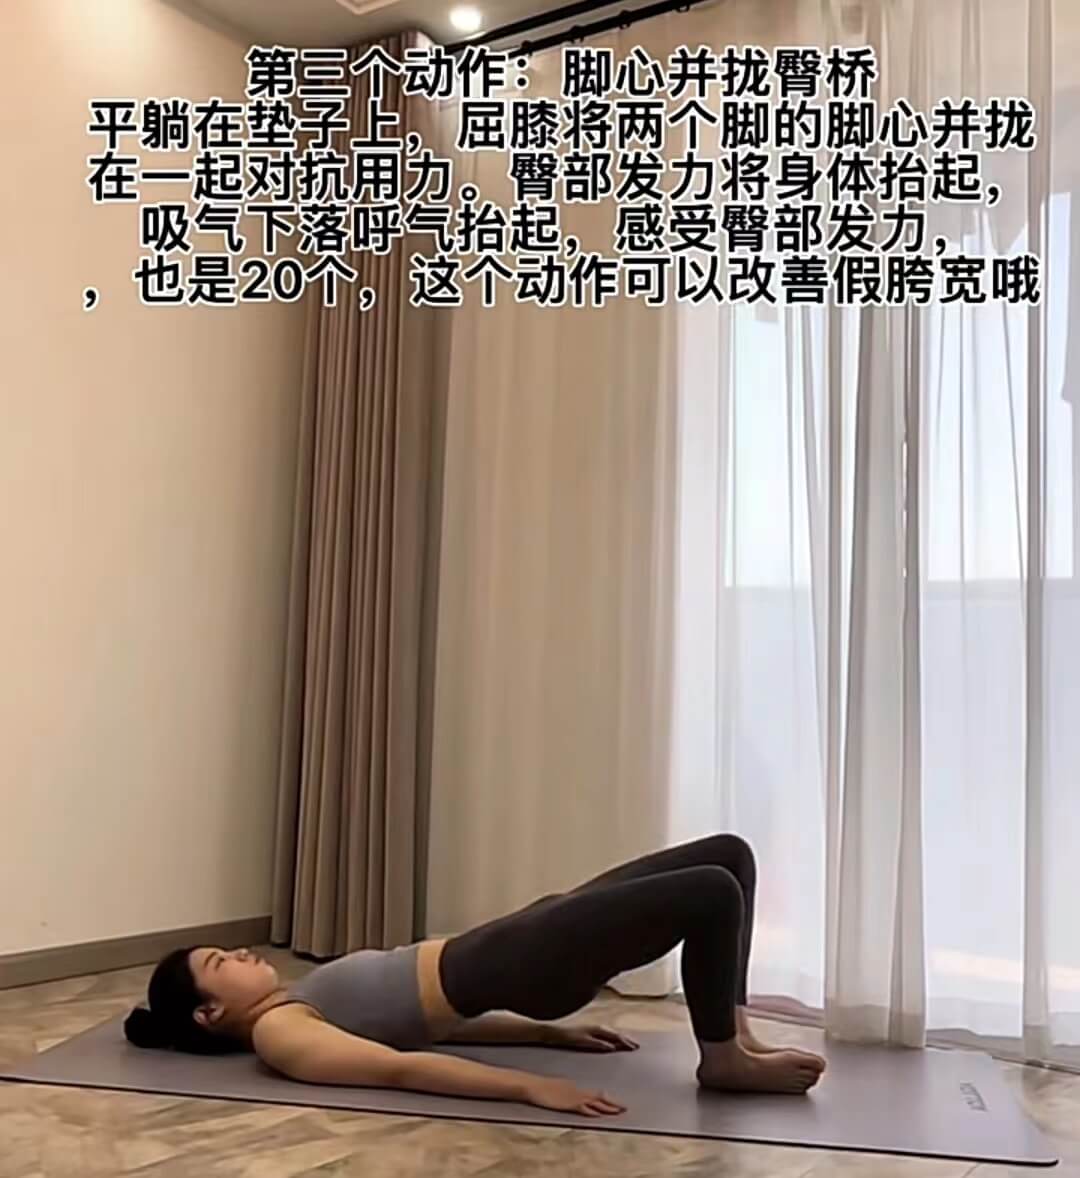 第三个动作：脚心并拢臀桥
平躺在垫子上，屈膝将两个脚的脚心并拢
在一起对抗用力。臀部发力将身体抬起，
吸气下落呼气抬起，感受臀部发力，
，也是20个，这个动作可以改善假胯宽哦